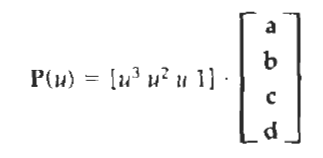 P(u) = [u³ u² u 1] · [a
b
c
d]